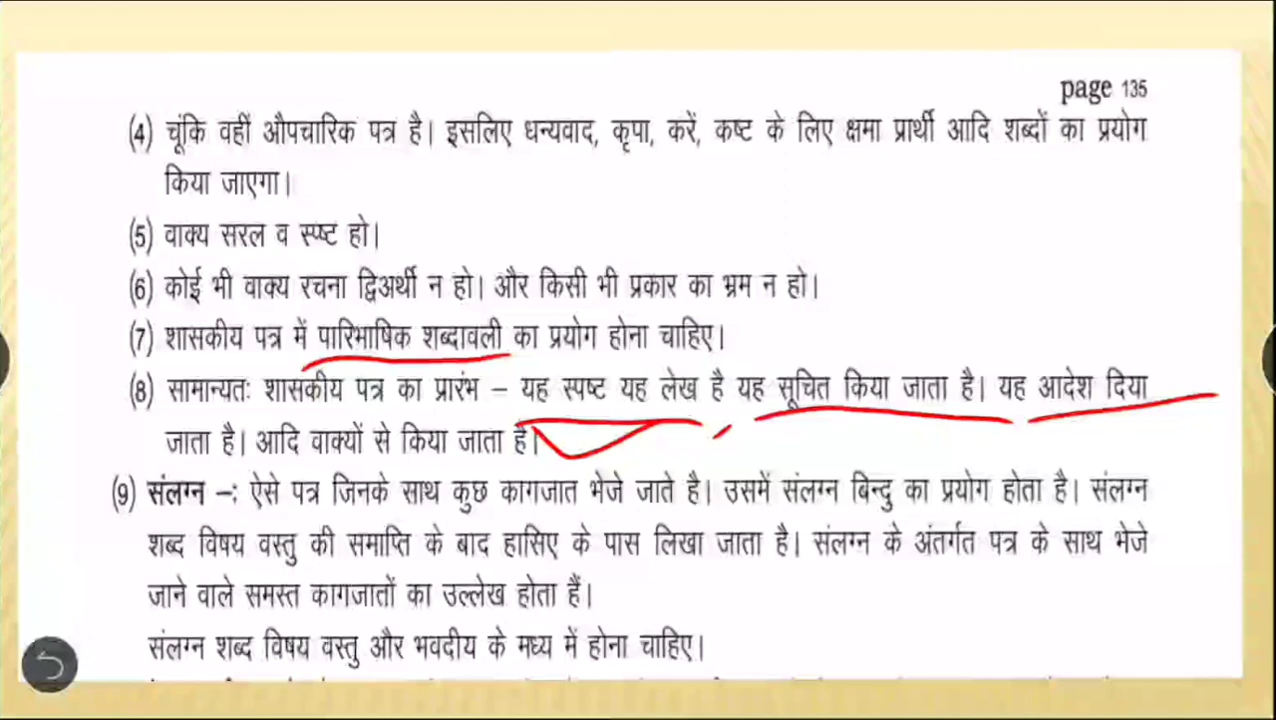 page 135
(4) चूंकि वहीं औपचारिक पत्र है। इसलिए धन्यवाद, कृपा, करें, कष्ट के लिए क्षमा प्रार्थी आदि शब्दों का प्रयोग
किया जाएगा।
(5) वाक्य सरल व स्प्ष्ट हो।
(6) कोई भी वाक्य रचना द्विअर्थी न हो। और किसी भी प्रकार का भ्रम न हो।
(7) शासकीय पत्र में पारिभाषिक शब्दावली का प्रयोग होना चाहिए।
(8) सामान्यतः शासकीय पत्र का प्रारंभ – यह स्पष्ट यह लेख है यह सूचित किया जाता है। यह आदेश दिया
जाता है। आदि वाक्यों से किया जाता है।
(9) संलग्न –: ऐसे पत्र जिनके साथ कुछ कागजात भेजे जाते है। उसमें संलग्न बिन्दु का प्रयोग होता है। संलग्न
शब्द विषय वस्तु की समाप्ति के बाद हासिए के पास लिखा जाता है। संलग्न के अंतर्गत पत्र के साथ भेजे
जाने वाले समस्त कागजातों का उल्लेख होता हैं।
संलग्न शब्द विषय वस्तु और भवदीय के मध्य में होना चाहिए।